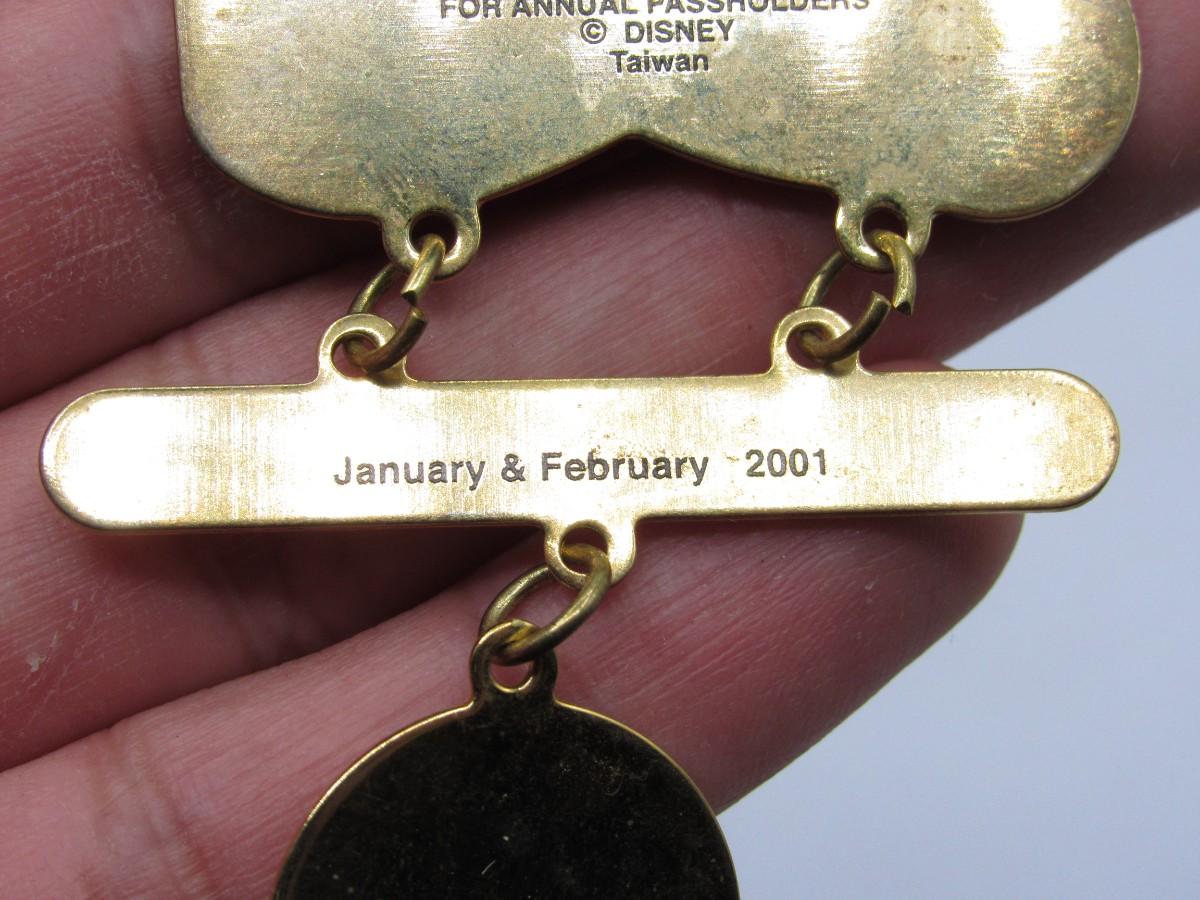 FOR ANNUAL PASSHOLDERS
© DISNEY
Taiwan
January & February 2001